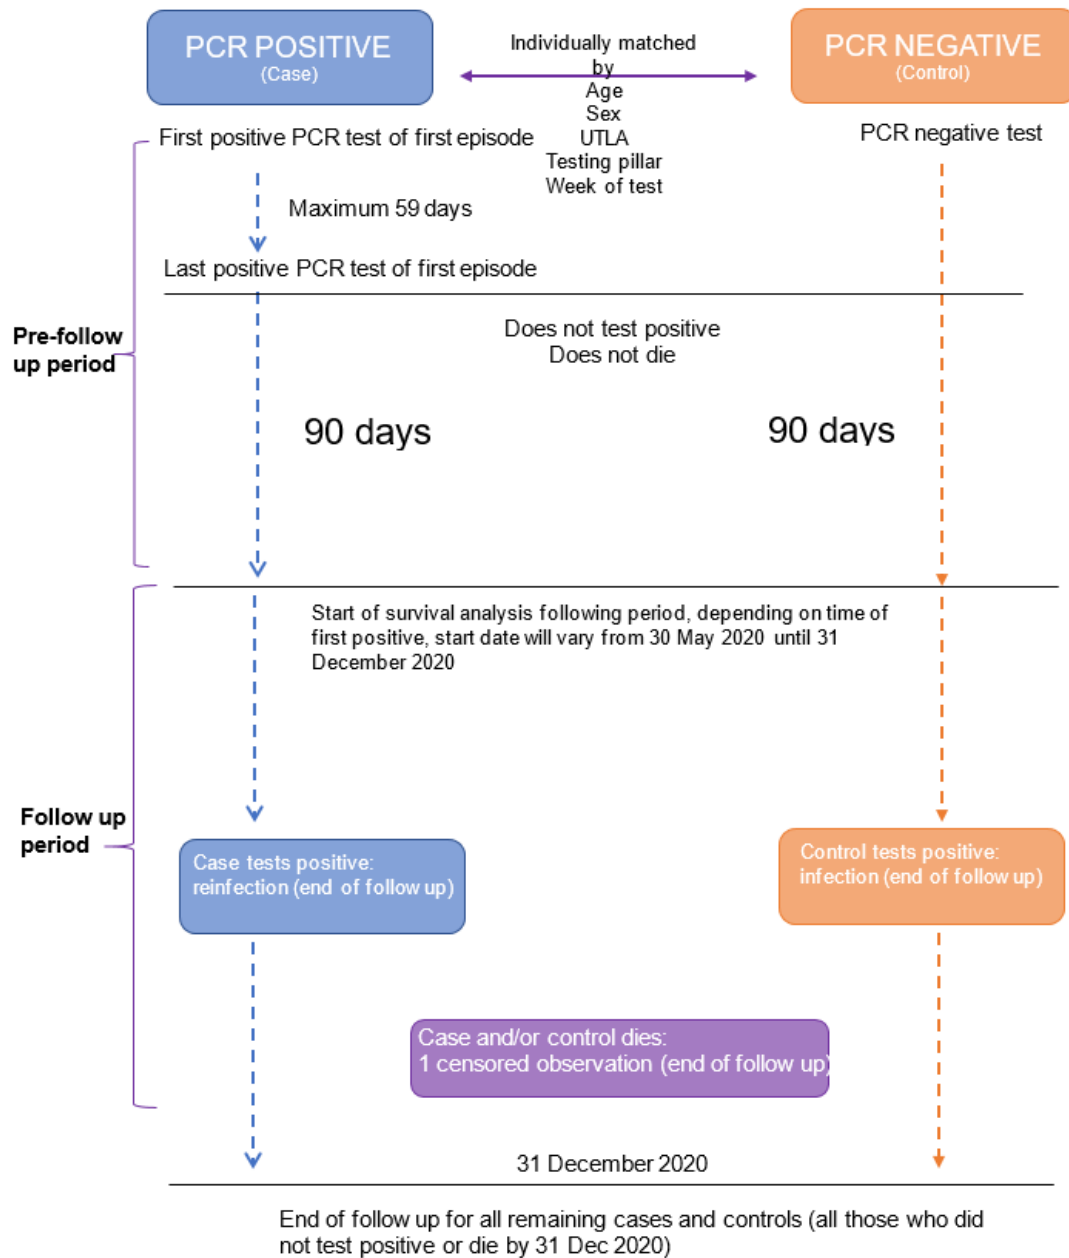 PCR POSITIVE
(Case)
Individually matched
by
Age
Sex
UTLA
Testing pillar
Week of test
PCR NEGATIVE
(Control)
First positive PCR test of first episode
PCR negative test
Maximum 59 days
Last positive PCR test of first episode
Pre-follow
up period
Does not test positive
Does not die
90 days
90 days
Start of survival analysis following period, depending on time of
first positive, start date will vary from 30 May 2020 until 31
December 2020
Follow up
period
Case tests positive:
reinfection (end of follow up)
Control tests positive:
infection (end of follow up)
Case and/or control dies:
1 censored observation (end of follow up)
31 December 2020
End of follow up for all remaining cases and controls (all those who did
not test positive or die by 31 Dec 2020)